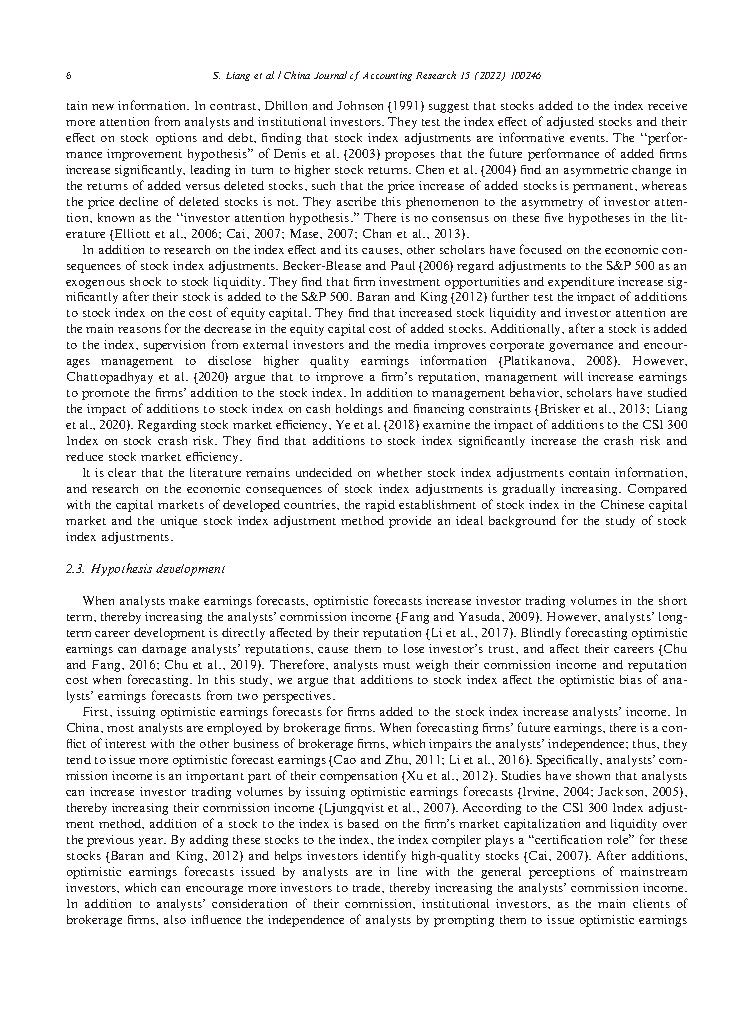 6
S. Liang et al. / China Journal of Accounting Research 15 (2022) 100246
tain new information. In contrast, Dhillon and Johnson (1991) suggest that stocks added to the index receive
more attention from analysts and institutional investors. They test the index effect of adjusted stocks and their
effect on stock options and debt, finding that stock index adjustments are informative events. The ‘‘perfor-
mance improvement hypothesis” of Denis et al. (2003) proposes that the future performance of added firms
increase significantly, leading in turn to higher stock returns. Chen et al. (2004) find an asymmetric change in
the returns of added versus deleted stocks, such that the price increase of added stocks is permanent, whereas
the price decline of deleted stocks is not. They ascribe this phenomenon to the asymmetry of investor atten-
tion, known as the ‘‘investor attention hypothesis.” There is no consensus on these five hypotheses in the lit-
erature (Elliott et al., 2006; Cai, 2007; Mase, 2007; Chan et al., 2013).
In addition to research on the index effect and its causes, other scholars have focused on the economic con-
sequences of stock index adjustments. Becker-Blease and Paul (2006) regard adjustments to the S&P 500 as an
exogenous shock to stock liquidity. They find that firm investment opportunities and expenditure increase sig-
nificantly after their stock is added to the S&P 500. Baran and King (2012) further test the impact of additions
to stock index on the cost of equity capital. They find that increased stock liquidity and investor attention are
the main reasons for the decrease in the equity capital cost of added stocks. Additionally, after a stock is added
to the index, supervision from external investors and the media improves corporate governance and encour-
ages management to disclose higher quality earnings information (Platikanova, 2008). However,
Chattopadhyay et al. (2020) argue that to improve a firm’s reputation, management will increase earnings
to promote the firms’ addition to the stock index. In addition to management behavior, scholars have studied
the impact of additions to stock index on cash holdings and financing constraints (Brisker et al., 2013; Liang
et al., 2020). Regarding stock market efficiency, Ye et al. (2018) examine the impact of additions to the CSI 300
Index on stock crash risk. They find that additions to stock index significantly increase the crash risk and
reduce stock market efficiency.
It is clear that the literature remains undecided on whether stock index adjustments contain information,
and research on the economic consequences of stock index adjustments is gradually increasing. Compared
with the capital markets of developed countries, the rapid establishment of stock index in the Chinese capital
market and the unique stock index adjustment method provide an ideal background for the study of stock
index adjustments.
2.3. Hypothesis development
When analysts make earnings forecasts, optimistic forecasts increase investor trading volumes in the short
term, thereby increasing the analysts’ commission income (Fang and Yasuda, 2009). However, analysts’ long-
term career development is directly affected by their reputation (Li et al., 2017). Blindly forecasting optimistic
earnings can damage analysts’ reputations, cause them to lose investor’s trust, and affect their careers (Chu
and Fang, 2016; Chu et al., 2019). Therefore, analysts must weigh their commission income and reputation
cost when forecasting. In this study, we argue that additions to stock index affect the optimistic bias of ana-
lysts’ earnings forecasts from two perspectives.
First, issuing optimistic earnings forecasts for firms added to the stock index increase analysts’ income. In
China, most analysts are employed by brokerage firms. When forecasting firms’ future earnings, there is a con-
flict of interest with the other business of brokerage firms, which impairs the analysts’ independence; thus, they
tend to issue more optimistic forecast earnings (Cao and Zhu, 2011; Li et al., 2016). Specifically, analysts’ com-
mission income is an important part of their compensation (Xu et al., 2012). Studies have shown that analysts
can increase investor trading volumes by issuing optimistic earnings forecasts (Irvine, 2004; Jackson, 2005),
thereby increasing their commission income (Ljungqvist et al., 2007). According to the CSI 300 Index adjust-
ment method, addition of a stock to the index is based on the firm’s market capitalization and liquidity over
the previous year. By adding these stocks to the index, the index compiler plays a “certification role” for these
stocks (Baran and King, 2012) and helps investors identify high-quality stocks (Cai, 2007). After additions,
optimistic earnings forecasts issued by analysts are in line with the general perceptions of mainstream
investors, which can encourage more investors to trade, thereby increasing the analysts’ commission income.
In addition to analysts’ consideration of their commission, institutional investors, as the main clients of
brokerage firms, also influence the independence of analysts by prompting them to issue optimistic earnings